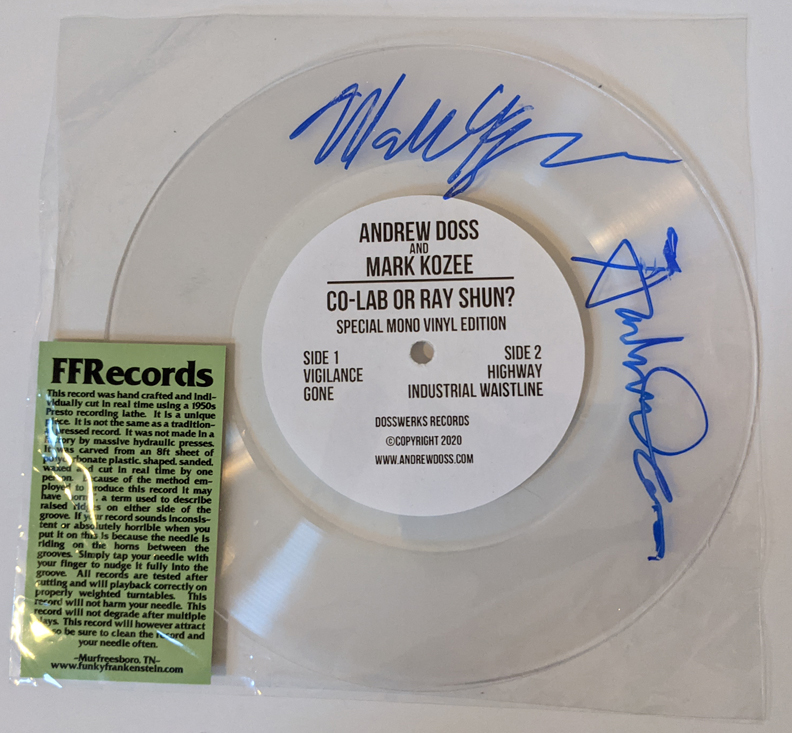 ANDREW DOSS
AND
MARK KOZEE
CO-LAB OR RAY SHUN?
SPECIAL MONO VINYL EDITION
SIDE 1
VIGILANCE
GONE
SIDE 2
HIGHWAY
INDUSTRIAL WAISTLINE
DOSSWERKS RECORDS
©COPYRIGHT 2020
WWW.ANDREWDOSS.COM
FFRecords
This record was hand crafted and indi-
vidually cut in real time using a 1950s
Presto recording lathe. It is a unique
piece. It is not the same as a tradition-
pressed record. It was not made in a
by massive hydraulic presses.
It was carved from an 8ft sheet of
polycarbonate plastic, shaped, sanded,
waxed and cut in real time by one
person. Because of the method em-
ployed to produce this record it may
have horns, a term used to describe
raised ridges on either side of the
groove. If your record sounds inconsis-
tent or absolutely horrible when you
put it on this is because the needle is
riding on the horns between the
grooves. Simply tap your needle with
your finger to nudge it fully into the
groove. All records are tested after
cutting and will playback correctly on
properly weighted turntables. This
record will not harm your needle. This
record will not degrade after multiple
plays. This record will however attract
so be sure to clean the record and
your needle often.
-Murfreesboro, TN-
www.funkyfrankenstein.com